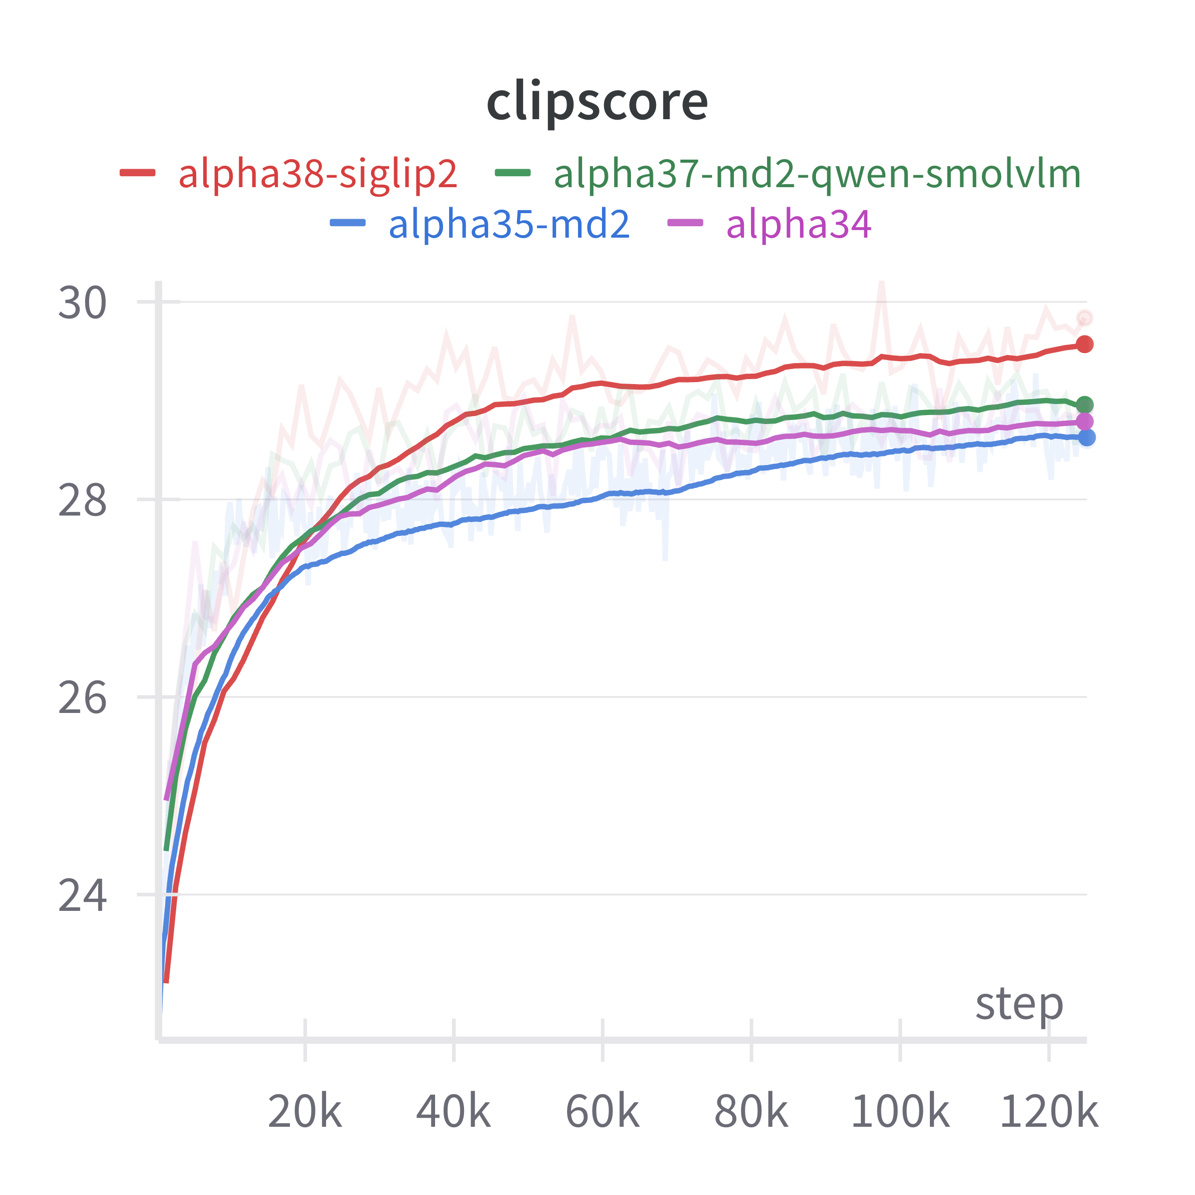 clipscore
alpha38-siglip2 alpha37-md2-qwen-smolvlm
alpha35-md2 alpha34
30
28
26
24
step
20k 40k 60k 80k 100k 120k